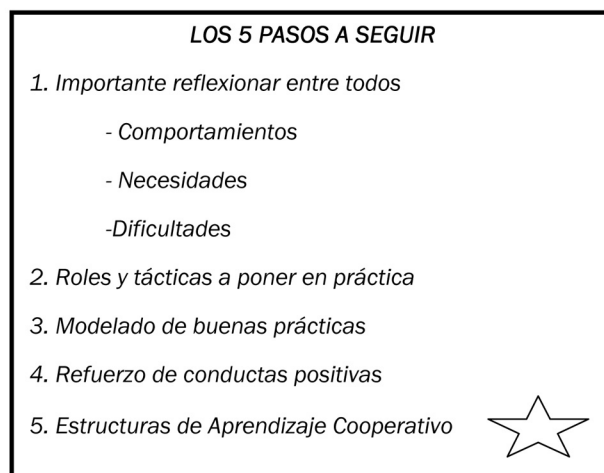 LOS 5 PASOS A SEGUIR
1. Importante reflexionar entre todos
- Comportamientos
- Necesidades
-Dificultades
2. Roles y tácticas a poner en práctica
3. Modelado de buenas prácticas
4. Refuerzo de conductas positivas
5. Estructuras de Aprendizaje Cooperativo